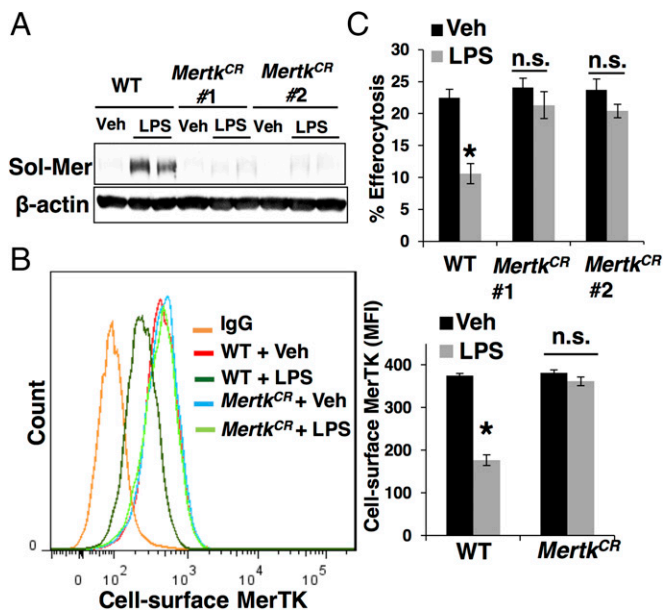 A
WT
Mertk^CR
#1
Mertk^CR
#2
Veh LPS Veh LPS Veh LPS
Sol-Mer
β-actin
B
Count
0
IgG
WT + Veh
WT + LPS
Mertk^CR + Veh
Mertk^CR + LPS
0 10^2 10^3 10^4 10^5
Cell-surface MerTK
C
Veh
LPS
n.s. n.s.
*
% Efferocytosis
30
25
20
15
10
5
0
WT Mertk^CR Mertk^CR
#1 #2
Veh
LPS
n.s.
*
Cell-surface MerTK (MFI)
400
300
200
100
0
WT Mertk^CR